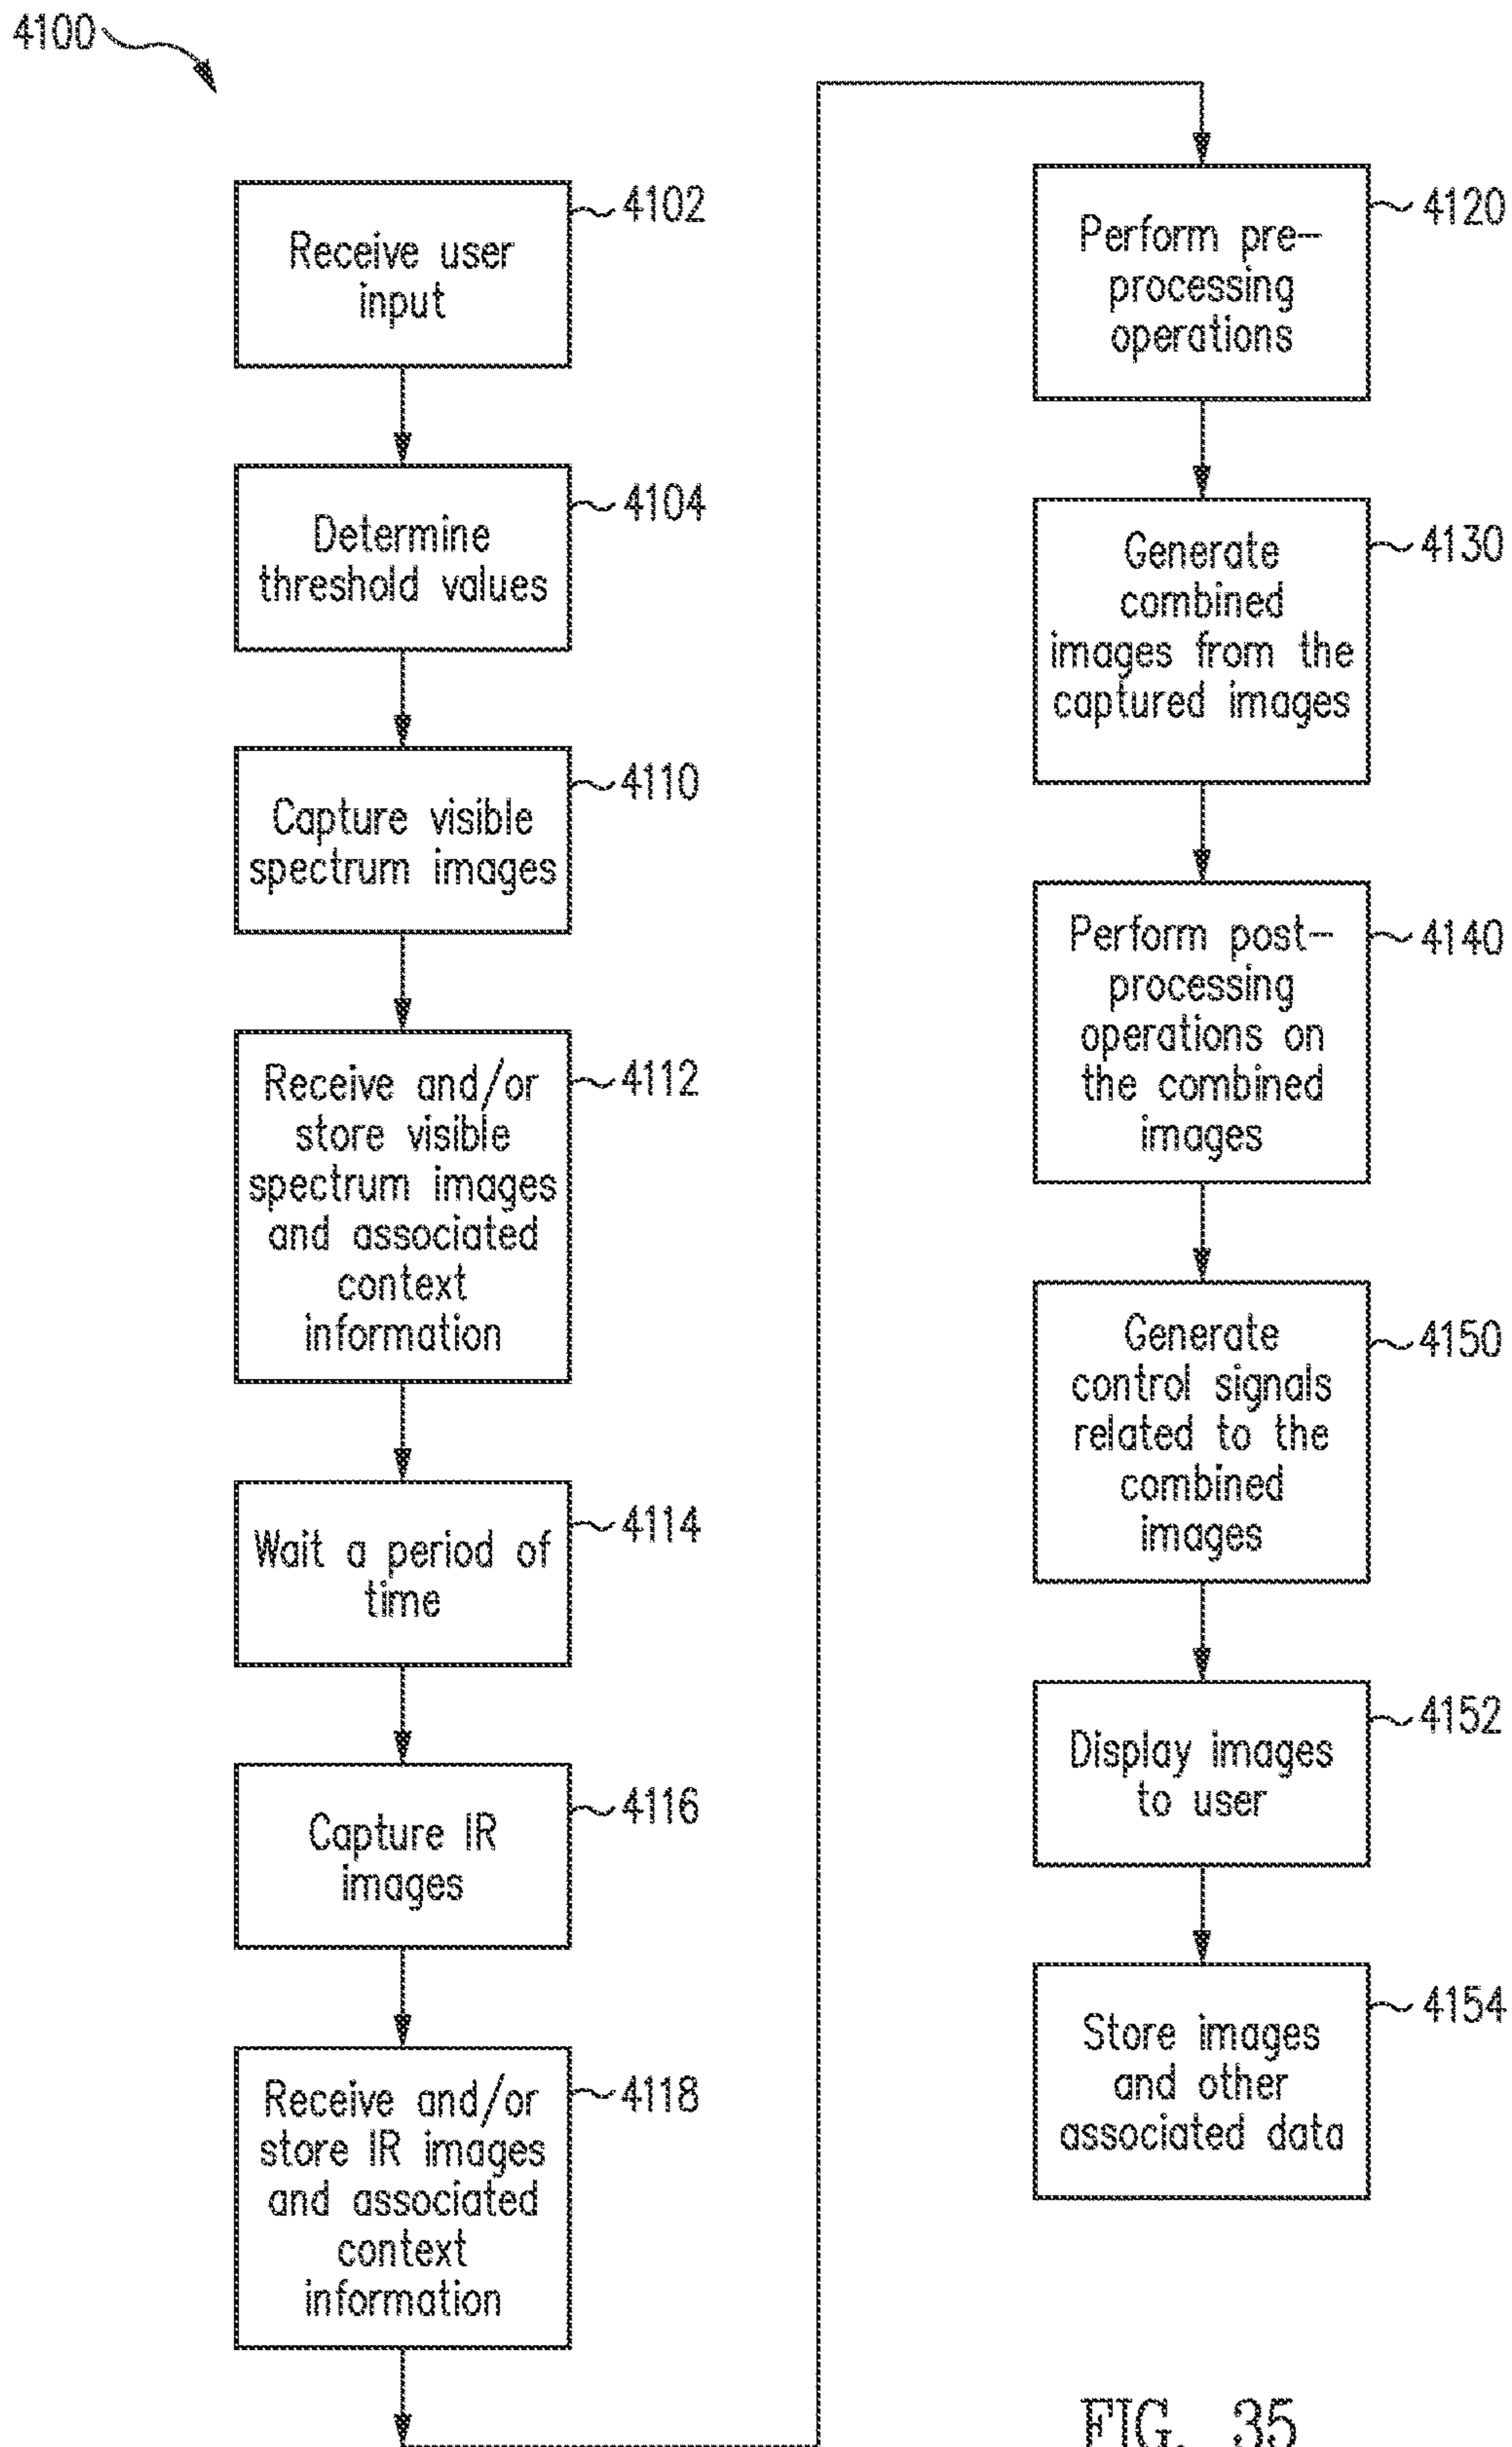 4100
Receive user
input
4102
Determine
threshold values
4104
Capture visible
spectrum images
4110
Receive and/or
store visible
spectrum images
and associated
context
information
4112
Wait a period of
time
4114
Capture IR
images
4116
Receive and/or
store IR images
and associated
context
information
4118
Perform pre-
processing
operations
4120
Generate
combined
images from the
captured images
4130
Perform post-
processing
operations on
the combined
images
4140
Generate
control signals
related to the
combined
images
4150
Display images
to user
4152
Store images
and other
associated data
4154
FIG. 35